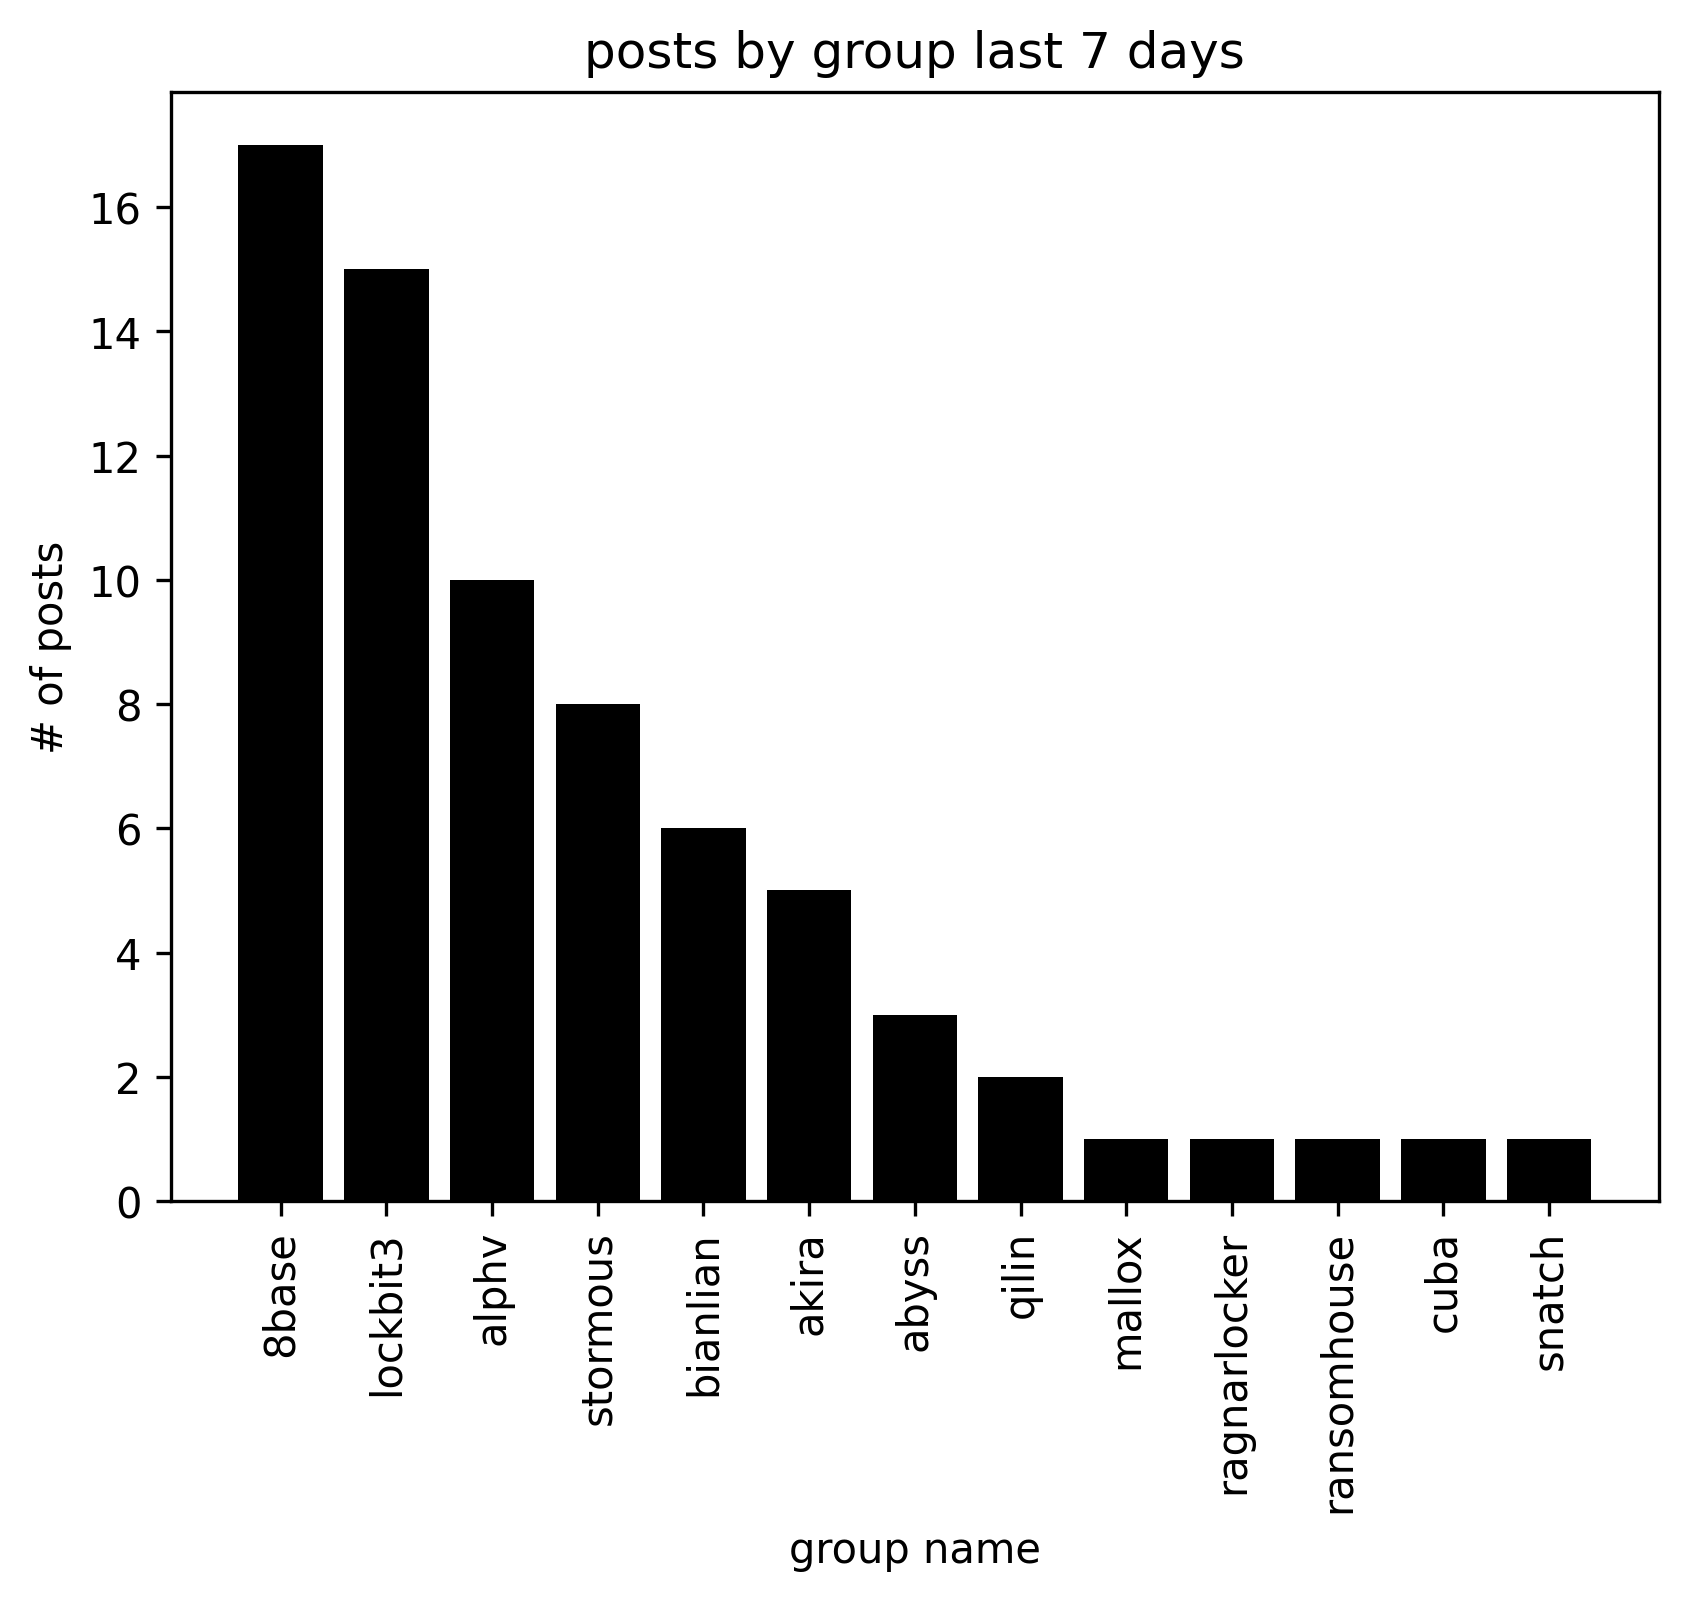 posts by group last 7 days
# of posts
16
14
12
10
8
6
4
2
0
8base
lockbit3
alphv
stormous
bianlian
akira
abyss
qilin
mallox
ragnarlocker
ransomhouse
cuba
snatch
group name